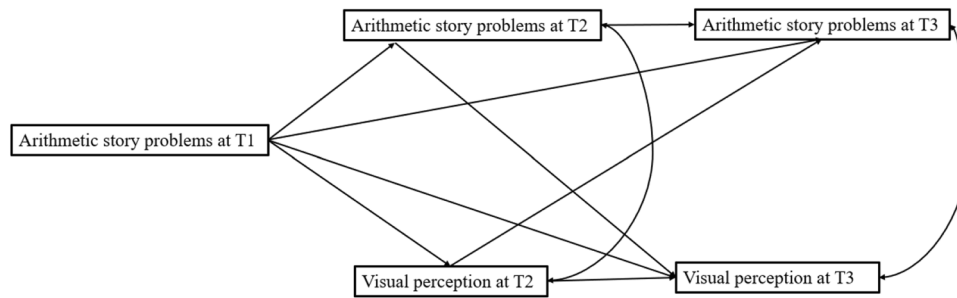 Arithmetic story problems at T2
Arithmetic story problems at T3
Arithmetic story problems at T1
Visual perception at T2
Visual perception at T3